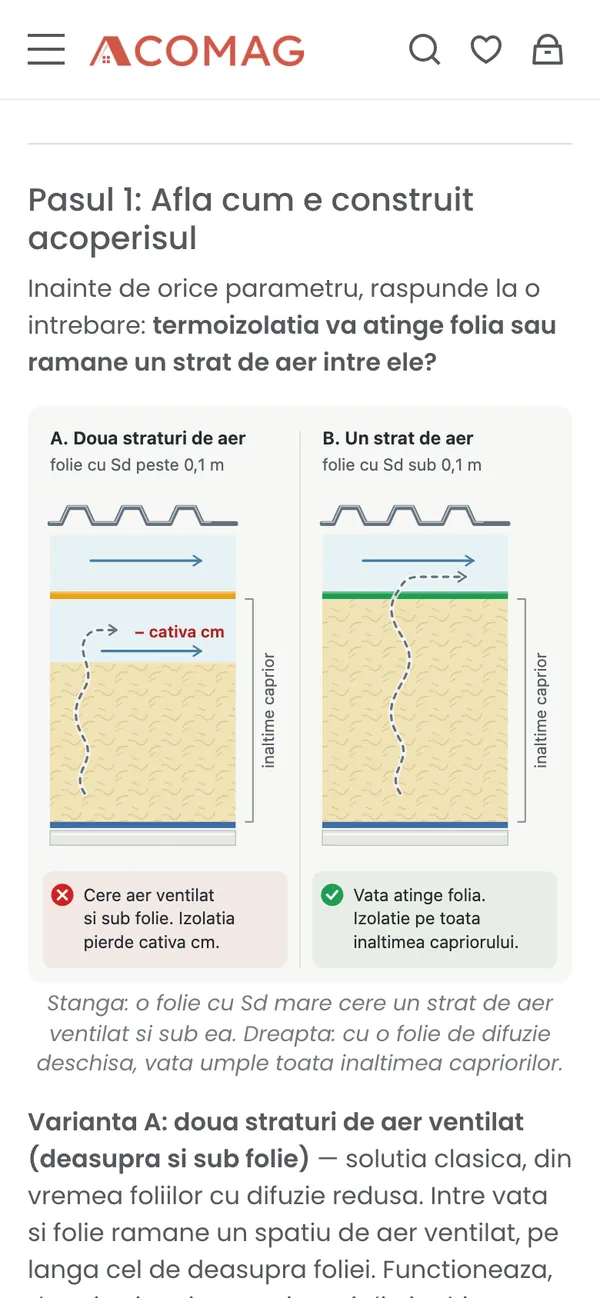 ACOMAG
Pasul 1: Afla cum e construit
acoperisul
Inainte de orice parametru, raspunde la o
intrebare: termoizolatia va atinge folia sau
ramane un strat de aer intre ele?
A. Doua straturi de aer
folie cu Sd peste 0,1 m
– cativa cm
inaltime caprior
Cere aer ventilat
si sub folie. Izolatia
pierde cativa cm.
B. Un strat de aer
folie cu Sd sub 0,1 m
inaltime caprior
Vata atinge folia.
Izolatie pe toata
inaltimea capriorului.
Stanga: o folie cu Sd mare cere un strat de aer
ventilat si sub ea. Dreapta: cu o folie de difuzie
deschisa, vata umple toata inaltimea capriorilor.
Varianta A: doua straturi de aer ventilat
(deasupra si sub folie) — solutia clasica, din
vremea foliilor cu difuzie redusa. Intre vata
si folie ramane un spatiu de aer ventilat, pe
langa cel de deasupra foliei. Functioneaza,